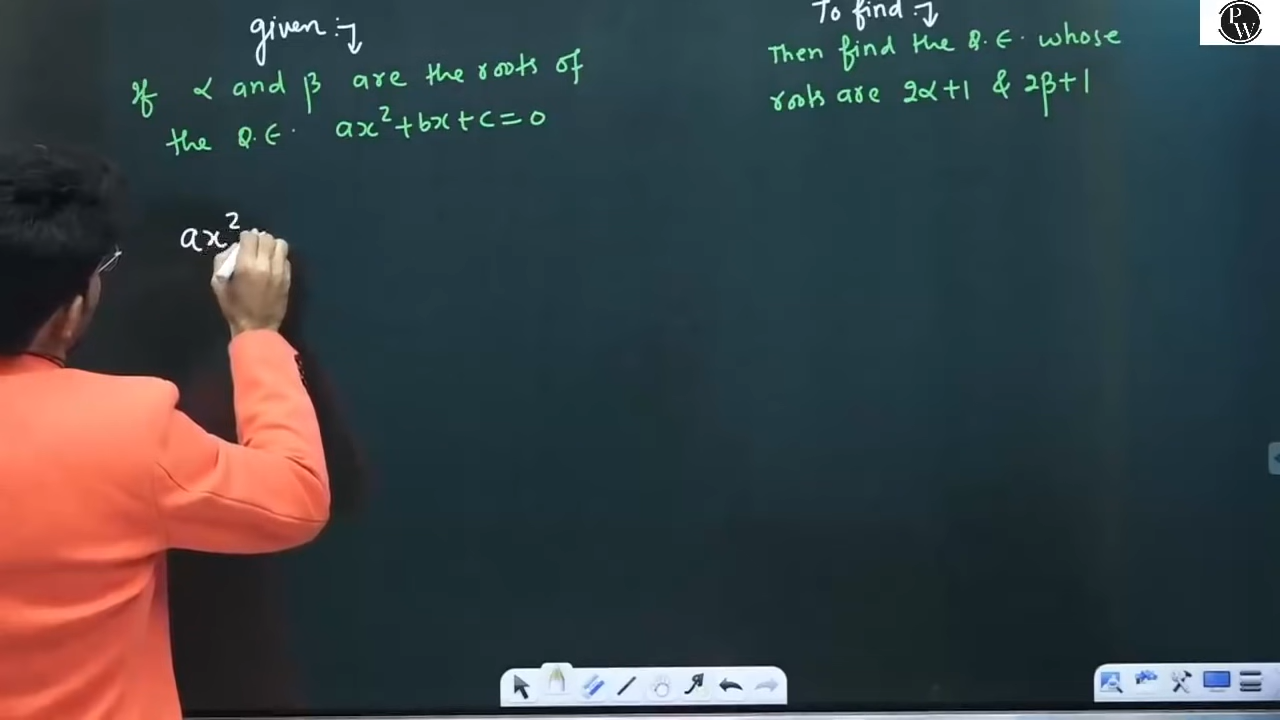 given :-↓
If α and β are the roots of
the Q.E. ax²+bx+c=0
To find :-↓
Then find the Q.E. whose
roots are 2α+1 & 2β+1
ax²
PW